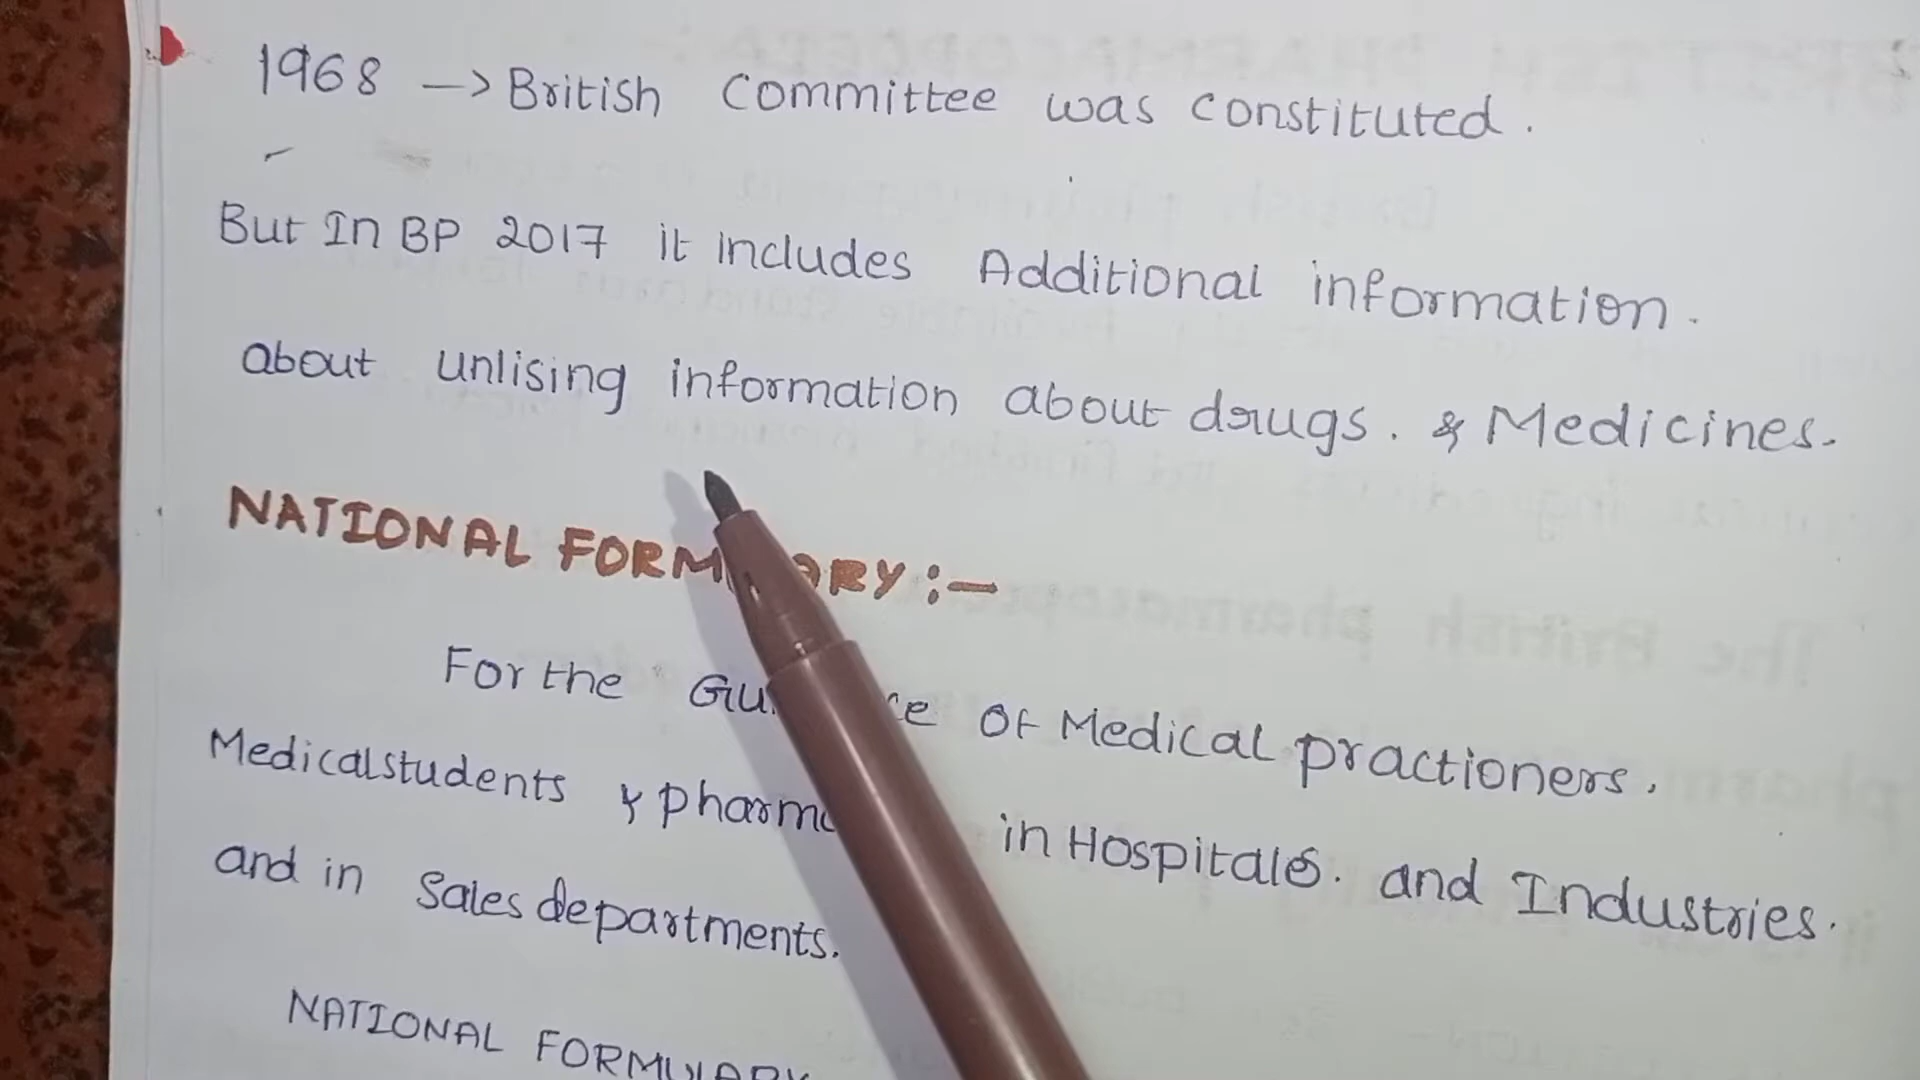 1968 -> British Committee was constituted.
But In BP 2017 it includes Additional information.
about unlising information about drugs. & Medicines.
NATIONAL :-
For the of Medical practioners.
Medicalstudents & in Hospitals. and Industries.
and in Sales departments.
NATIONAL FORMULARY